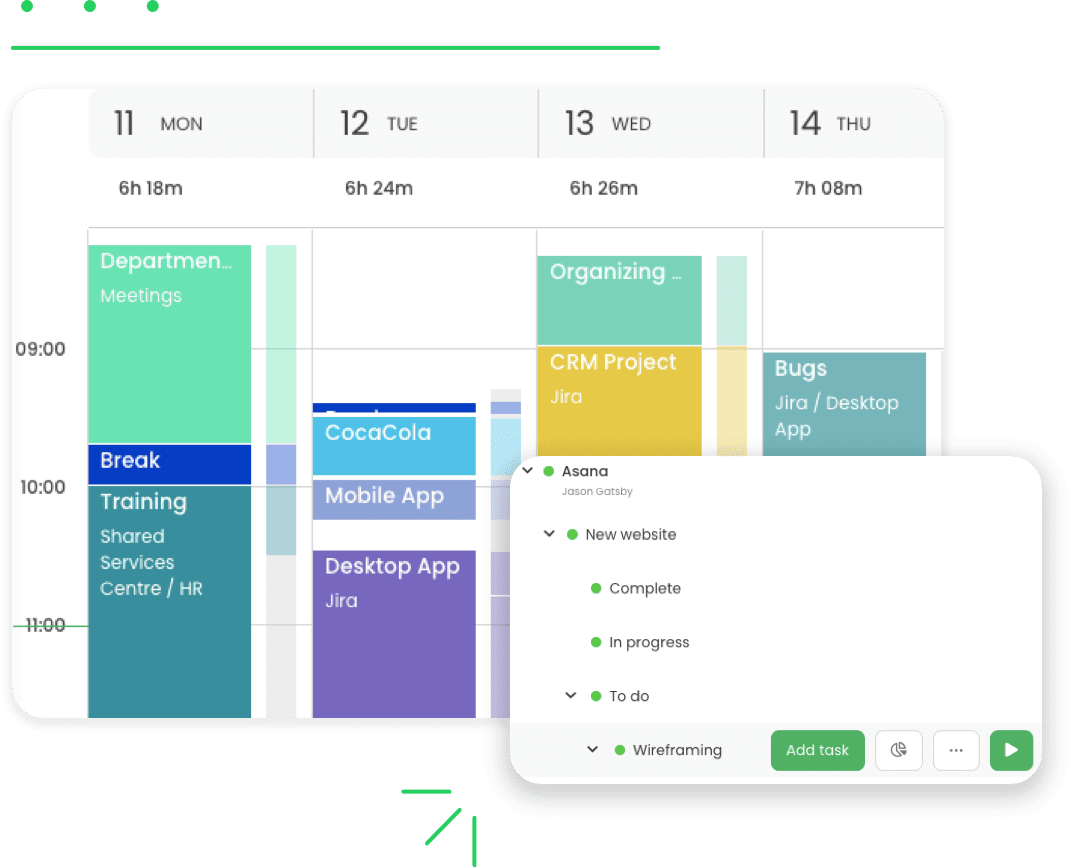 11 MON
12 TUE
13 WED
14 THU
6h 18m
6h 24m
6h 26m
7h 08m
Departmen...
Meetings
Organizing ...
09:00
CRM Project
Jira
Bugs
Jira / Desktop
App
CocaCola
Break
10:00
Mobile App
Training
Shared
Services
Centre / HR
Desktop App
Jira
11:00
Asana
Jason Gatsby
New website
Complete
In progress
To do
Wireframing
Add task